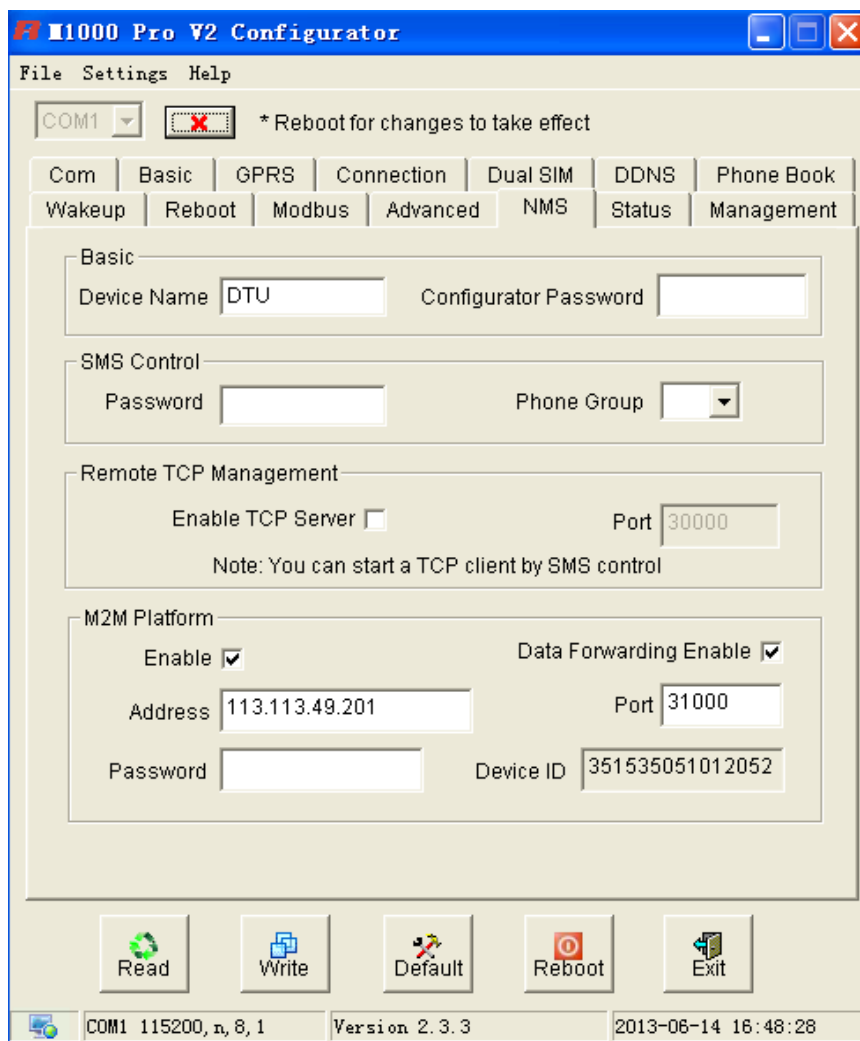 M1000 Pro V2 Configurator
File Settings Help
COM1 * Reboot for changes to take effect
Com Basic GPRS Connection Dual SIM DDNS Phone Book
Wakeup Reboot Modbus Advanced NMS Status Management
Basic
Device Name DTU Configurator Password
SMS Control
Password Phone Group
Remote TCP Management
Enable TCP Server Port 30000
Note: You can start a TCP client by SMS control
M2M Platform
Enable Data Forwarding Enable
Address 113.113.49.201 Port 31000
Password Device ID 351535051012052
Read Write Default Reboot Exit
COM1 115200,n,8,1 Version 2.3.3 2013-06-14 16:48:28